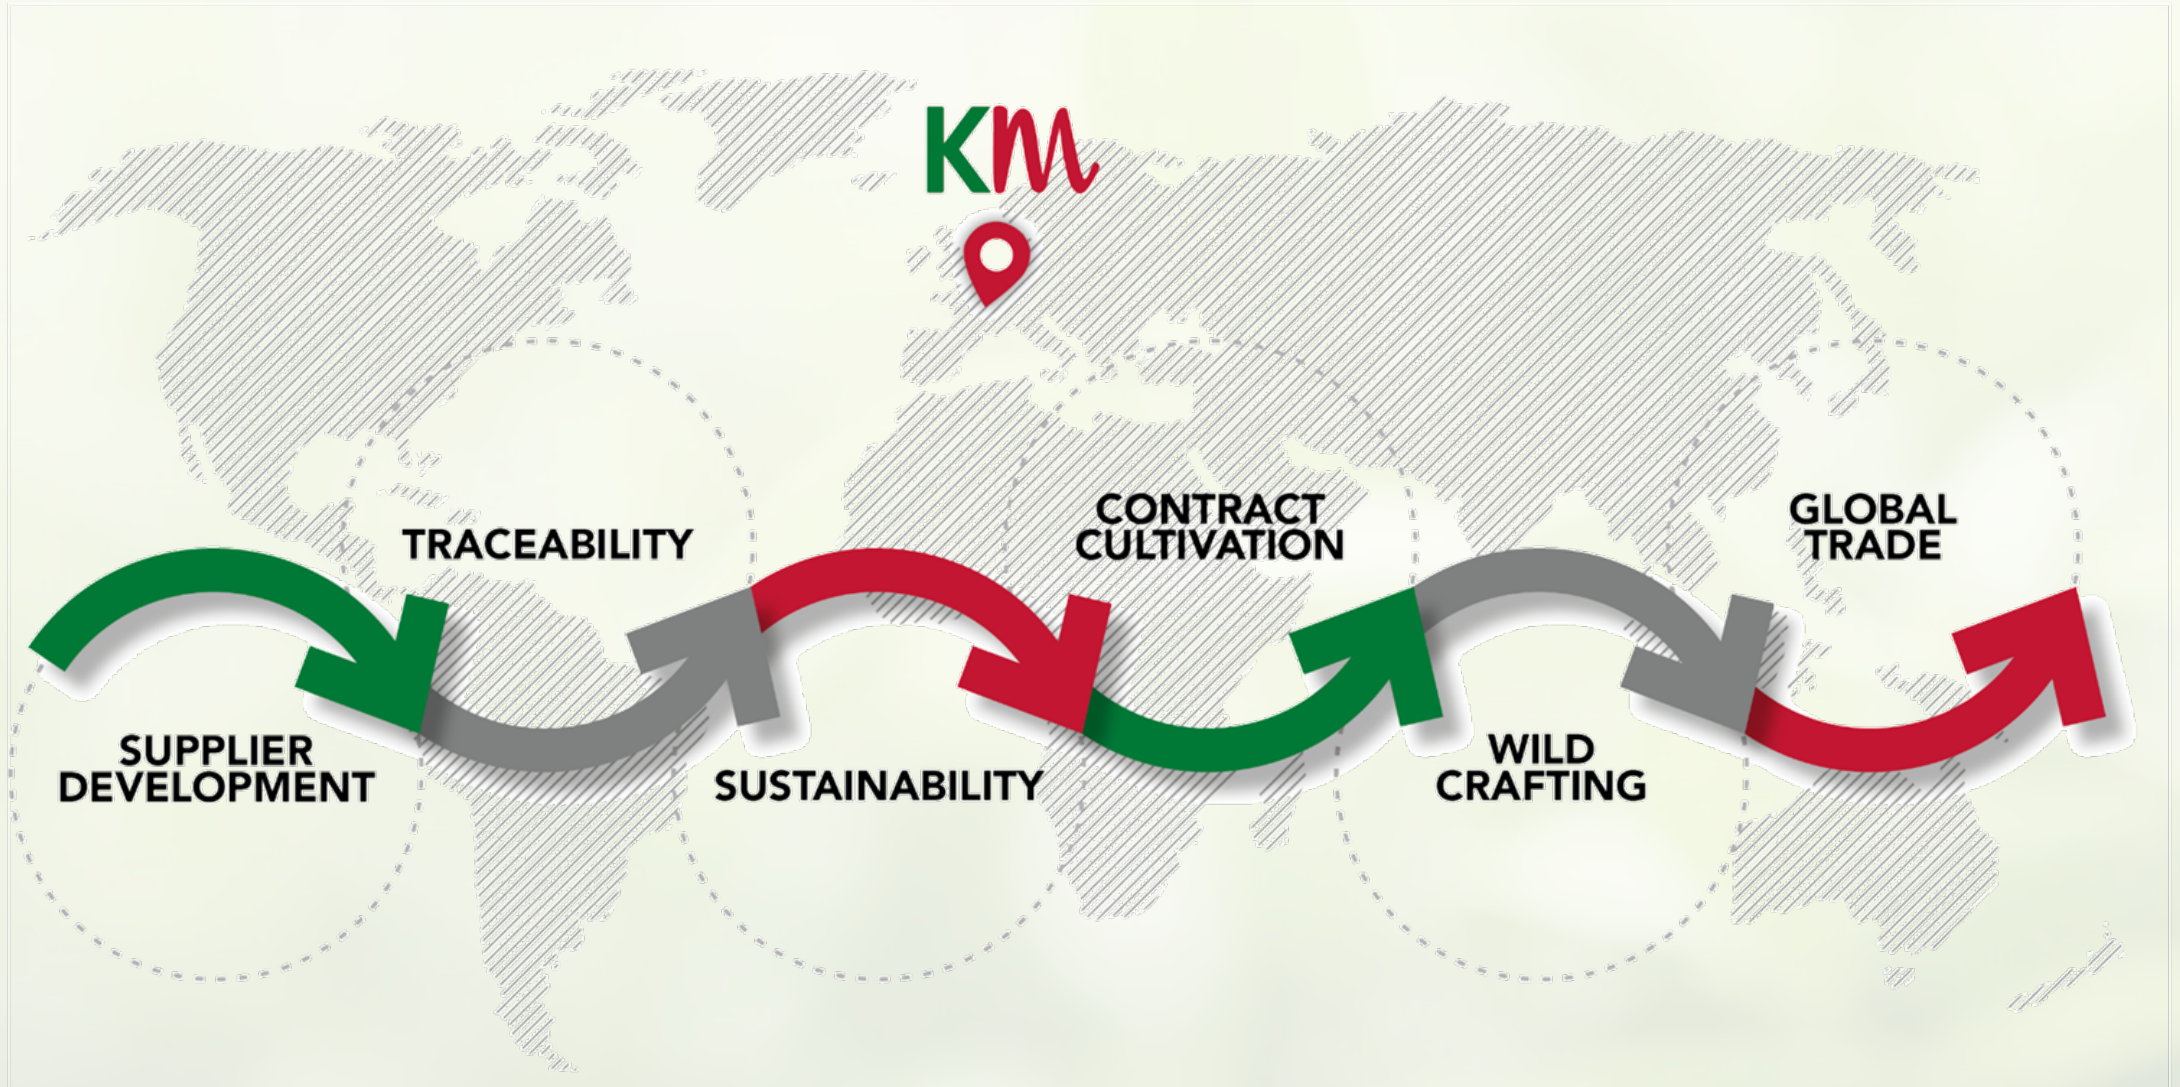 KM
TRACEABILITY
CONTRACT
CULTIVATION
GLOBAL
TRADE
SUPPLIER
DEVELOPMENT
SUSTAINABILITY
WILD
CRAFTING